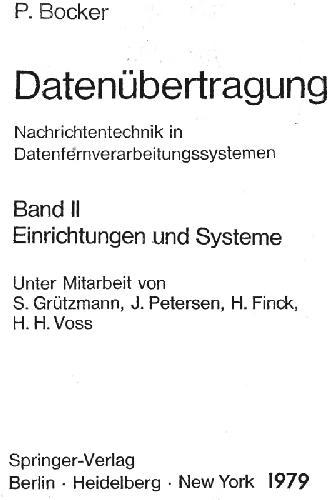 P. Bocker
Datenübertragung
Nachrichtentechnik in
Datenfernverarbeitungssystemen
Band II
Einrichtungen und Systeme
Unter Mitarbeit von
S. Grützmann, J. Petersen, H. Finck,
H. H. Voss
Springer-Verlag
Berlin · Heidelberg · New York 1979